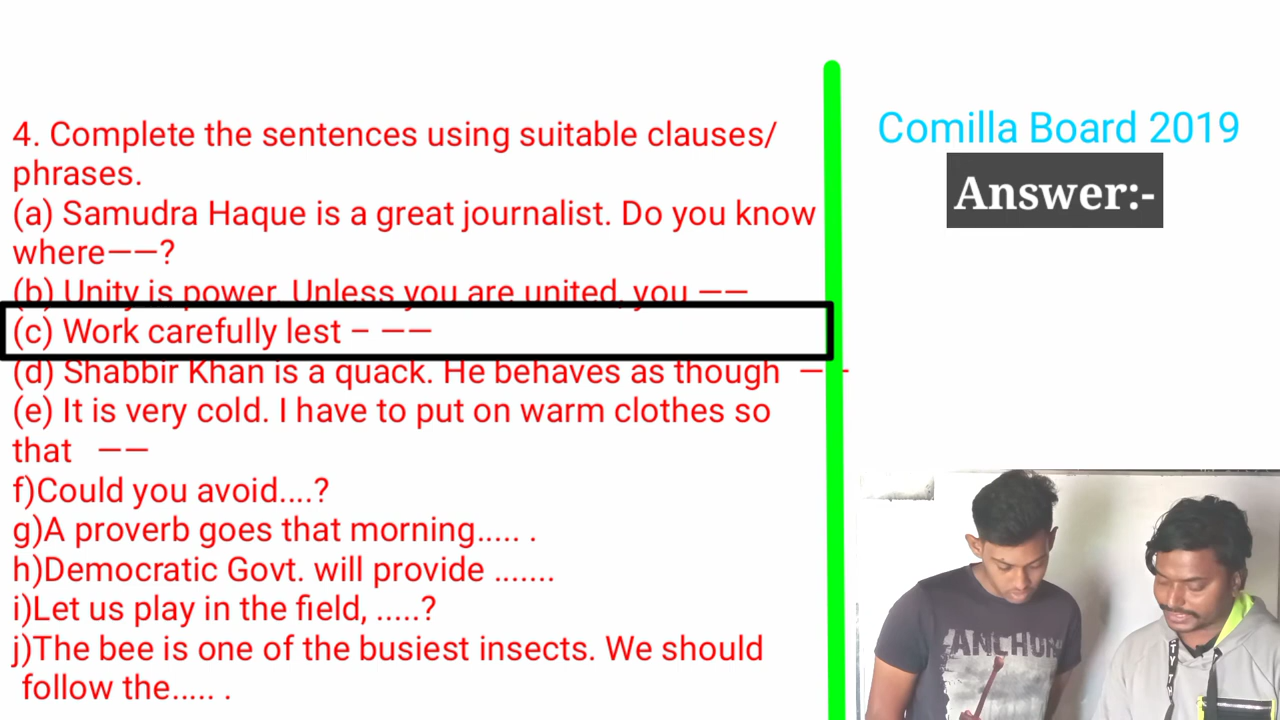 4. Complete the sentences using suitable clauses/
phrases.
(a) Samudra Haque is a great journalist. Do you know
where——?
(b) Unity is power. Unless you are united, you ——
(c) Work carefully lest – ——
(d) Shabbir Khan is a quack. He behaves as though ——
(e) It is very cold. I have to put on warm clothes so
that ——
f)Could you avoid....?
g)A proverb goes that morning..... .
h)Democratic Govt. will provide .......
i)Let us play in the field, .....?
j)The bee is one of the busiest insects. We should
follow the..... .
Comilla Board 2019
Answer:-
ANCHOR